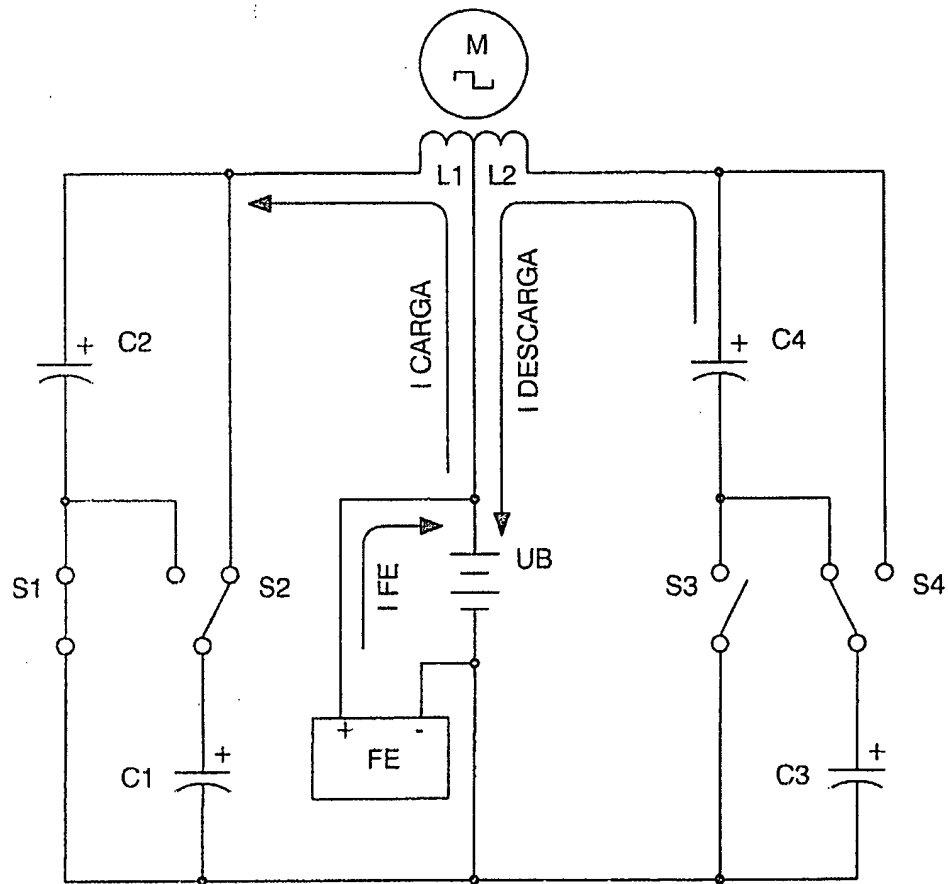 M
L1 L2
I CARGA
I DESCARGA
+ C2
+ C4
I FE
UB
S1
S2
S3
S4
+ -
FE
C1 +
C3 +